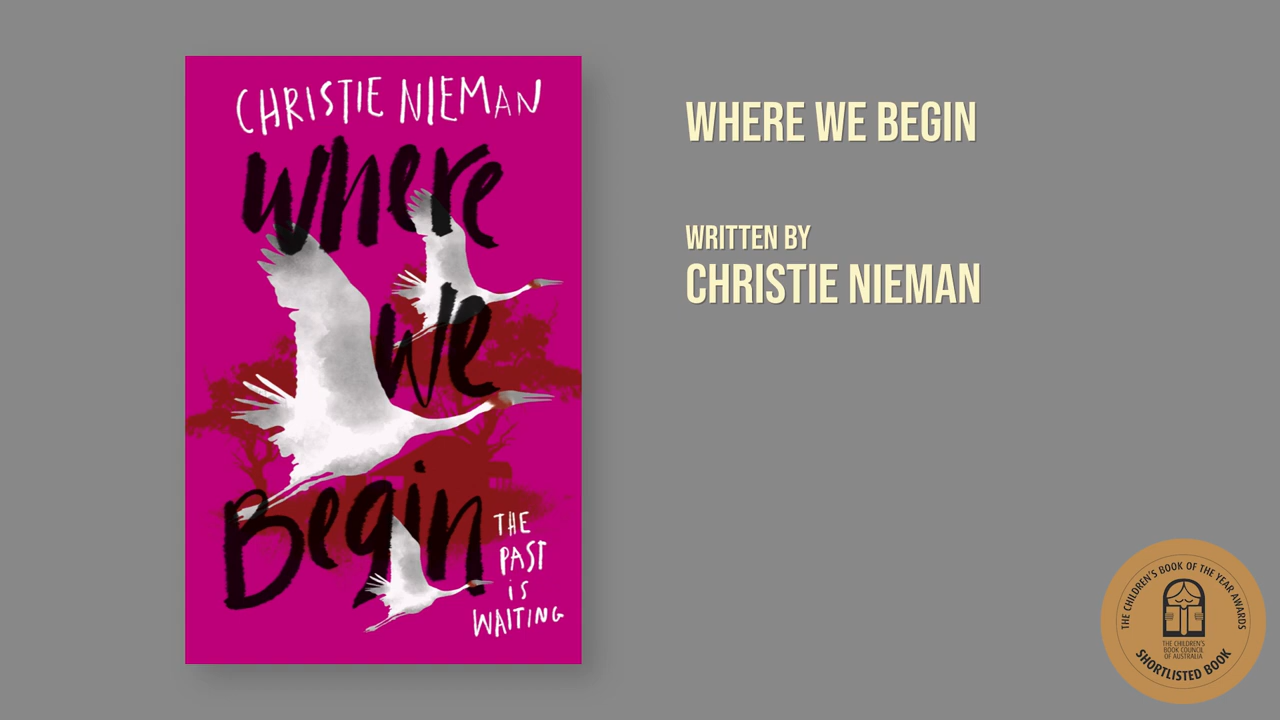 CHRISTIE NIEMAN
Where
We
Begin
THE
PAST
iS
WAITING
WHERE WE BEGIN
WRITTEN BY
CHRISTIE NIEMAN
THE CHILDREN'S BOOK OF THE YEAR AWARDS
THE CHILDREN'S
BOOK COUNCIL
OF AUSTRALIA
SHORTLISTED BOOK